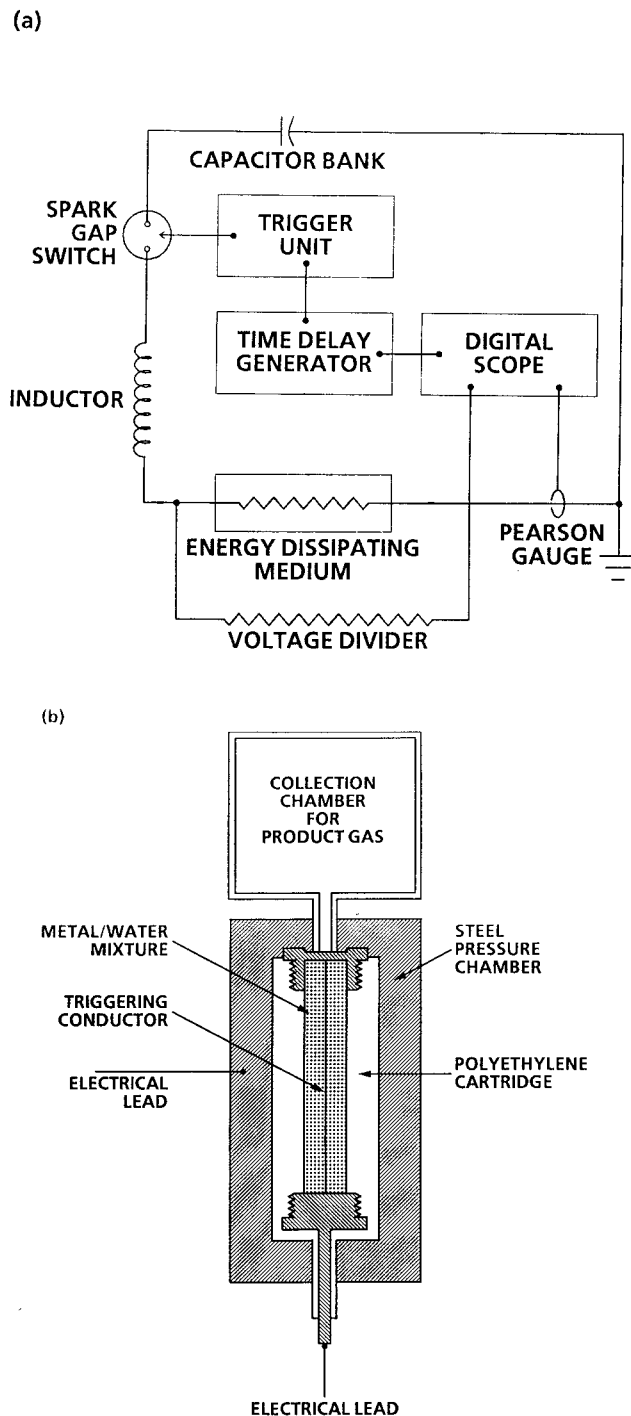 (a)
CAPACITOR BANK
SPARK
GAP
SWITCH
TRIGGER
UNIT
TIME DELAY
GENERATOR
DIGITAL
SCOPE
INDUCTOR
ENERGY DISSIPATING
MEDIUM
PEARSON
GAUGE
VOLTAGE DIVIDER
(b)
COLLECTION
CHAMBER
FOR
PRODUCT GAS
METAL/WATER
MIXTURE
STEEL
PRESSURE
CHAMBER
TRIGGERING
CONDUCTOR
ELECTRICAL
LEAD
POLYETHYLENE
CARTRIDGE
ELECTRICAL LEAD